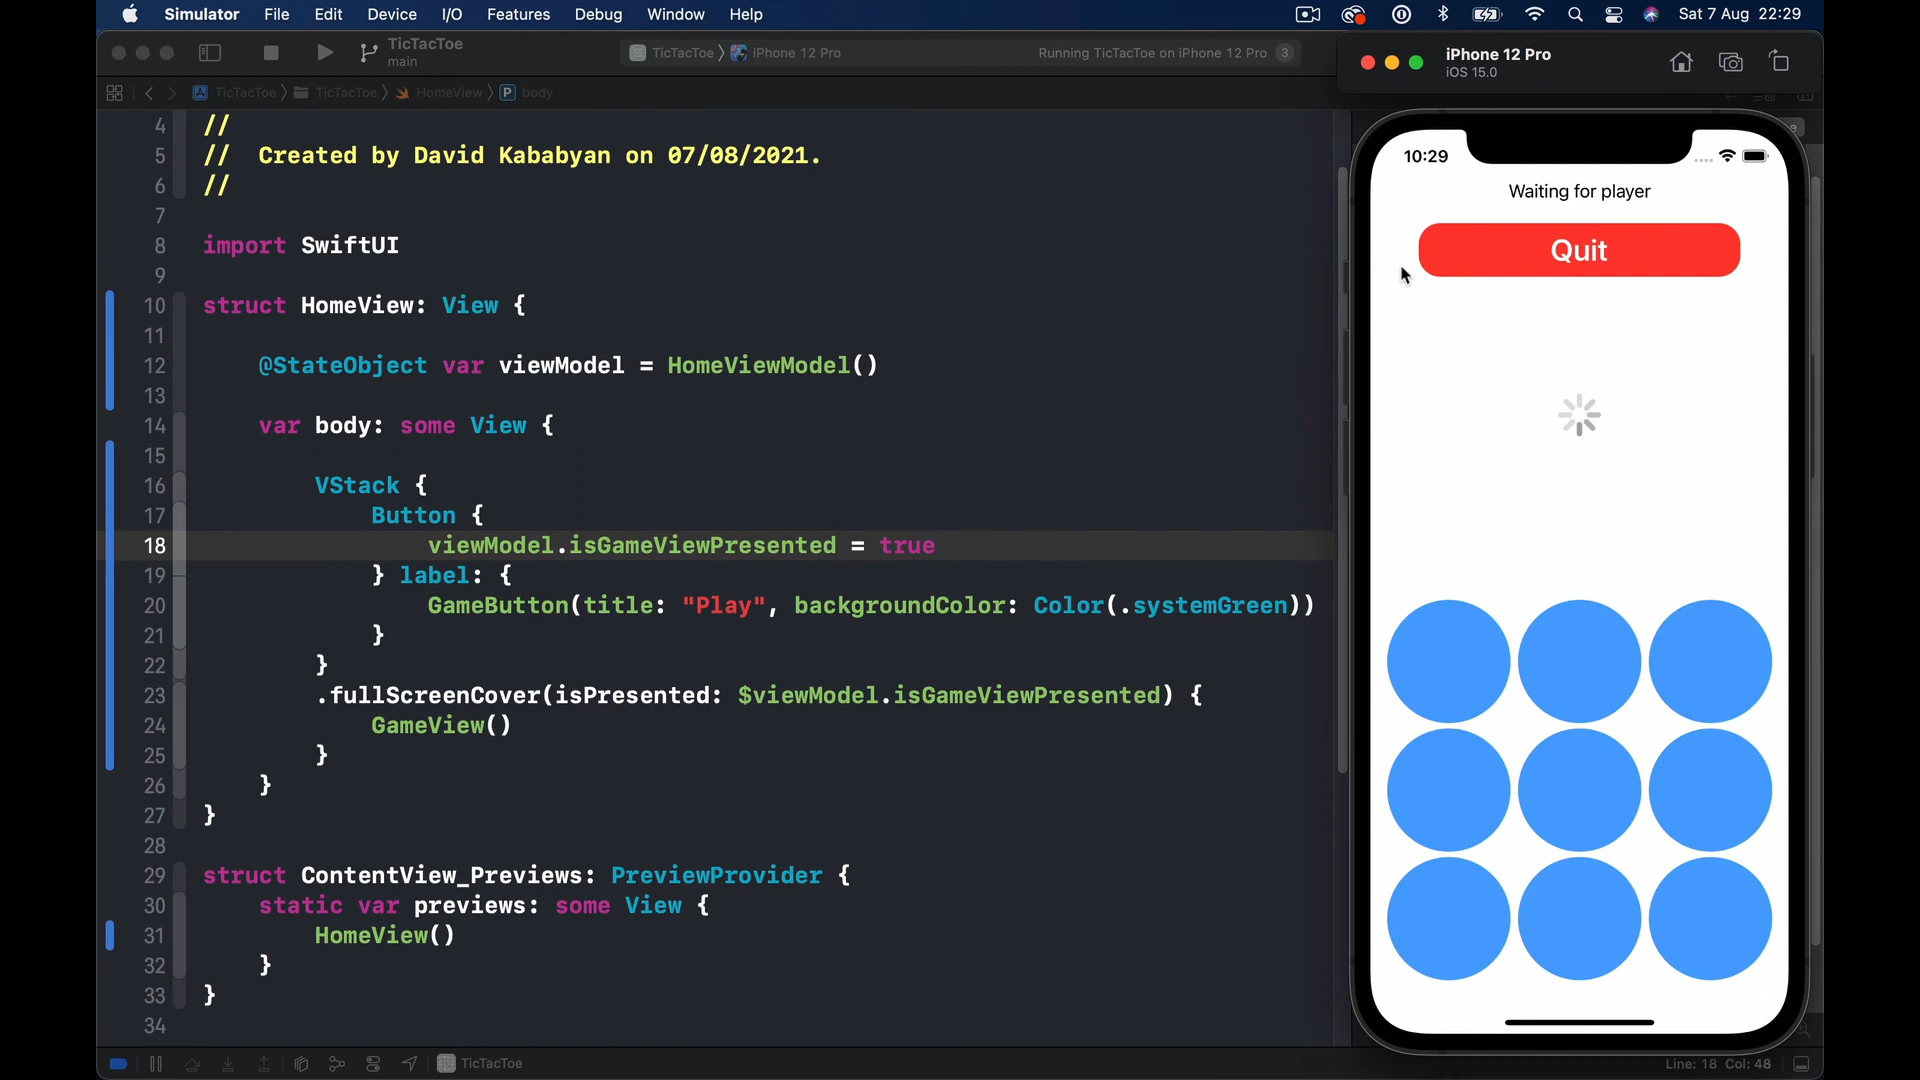 Simulator File Edit Device I/O Features Debug Window Help Sat 7 Aug 22:29
TicTacToe
main
TicTacToe iPhone 12 Pro
Running TicTacToe on iPhone 12 Pro 3
TicTacToe TicTacToe HomeView P body
4 //
5 //  Created by David Kababyan on 07/08/2021.
6 //
7
8 import SwiftUI
9
10 struct HomeView: View {
11
12     @StateObject var viewModel = HomeViewModel()
13
14     var body: some View {
15
16         VStack {
17             Button {
18                 viewModel.isGameViewPresented = true
19             } label: {
20                 GameButton(title: "Play", backgroundColor: Color(.systemGreen))
21             }
22         }
23         .fullScreenCover(isPresented: $viewModel.isGameViewPresented) {
24             GameView()
25         }
26     }
27 }
28
29 struct ContentView_Previews: PreviewProvider {
30     static var previews: some View {
31         HomeView()
32     }
33 }
34
TicTacToe
Line: 18 Col: 48
iPhone 12 Pro
iOS 15.0
10:29
Waiting for player
Quit